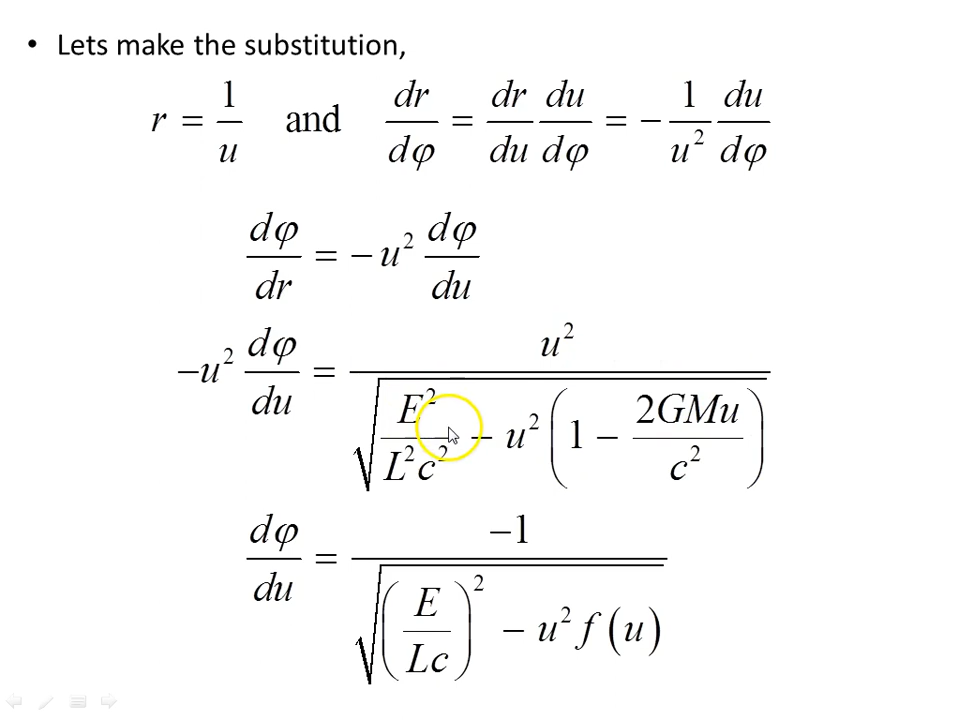 • Lets make the substitution,
r = 1/u and dr/dφ = dr/du du/dφ = − 1/u² du/dφ
dφ/dr = −u² dφ/du
−u² dφ/du = u² / √(E²/L²c² − u² (1 − 2GMu/c²))
dφ/du = −1 / √((E/Lc)² − u² f(u))